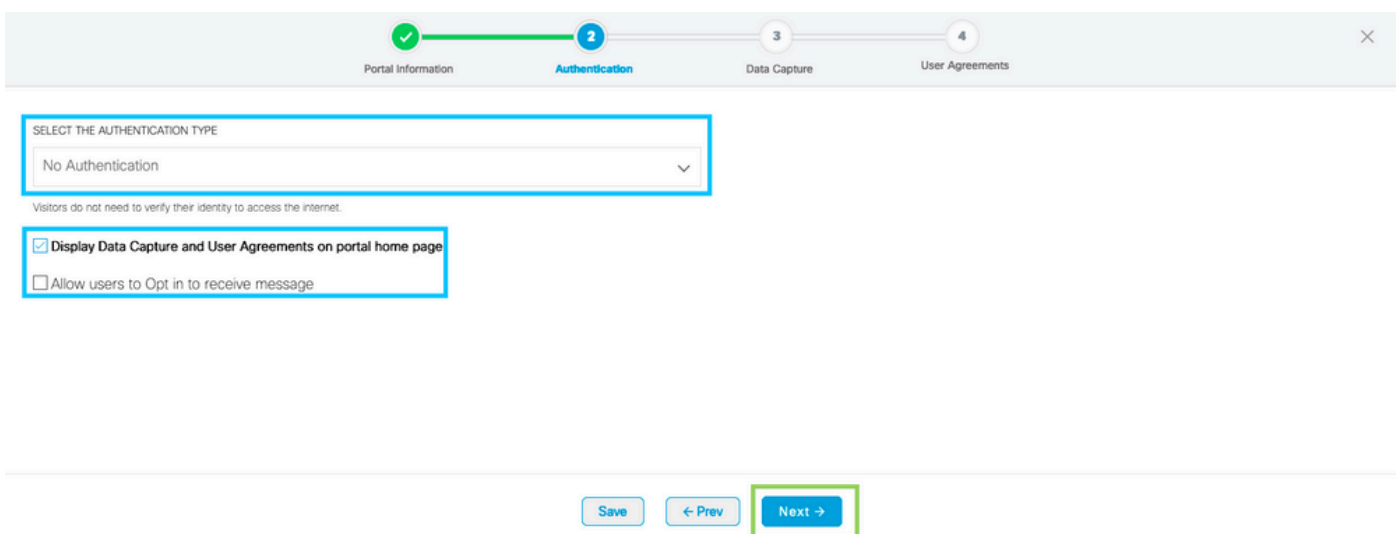 2
3
4
Portal Information
Authentication
Data Capture
User Agreements
SELECT THE AUTHENTICATION TYPE
No Authentication
Visitors do not need to verify their identity to access the internet.
Display Data Capture and User Agreements on portal home page
Allow users to Opt in to receive message
Save
← Prev
Next →